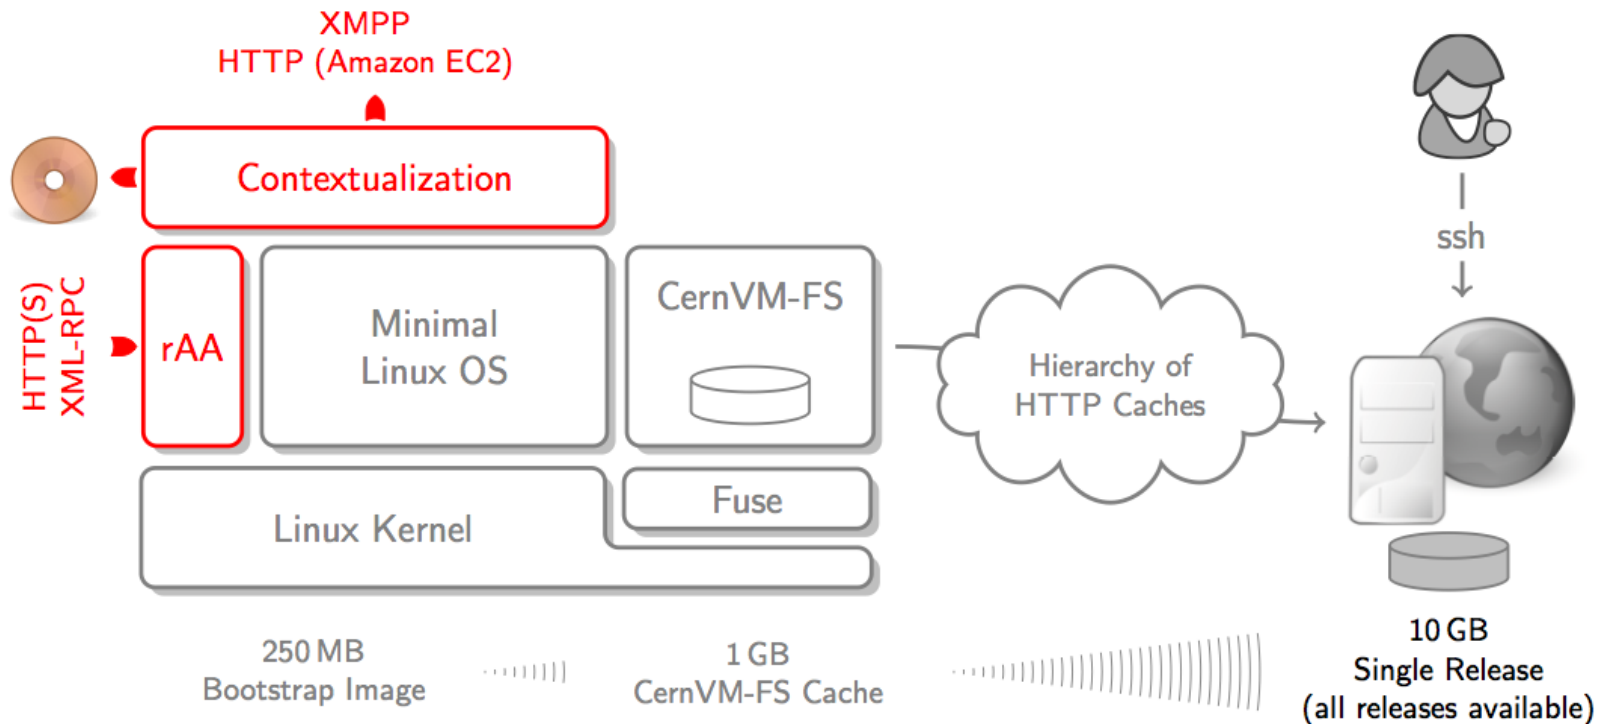 XMPP
HTTP (Amazon EC2)
Contextualization
HTTP(S)
XML-RPC
rAA
Minimal
Linux OS
CernVM-FS
Hierarchy of
HTTP Caches
ssh
Linux Kernel
Fuse
250 MB
Bootstrap Image
1 GB
CernVM-FS Cache
10 GB
Single Release
(all releases available)